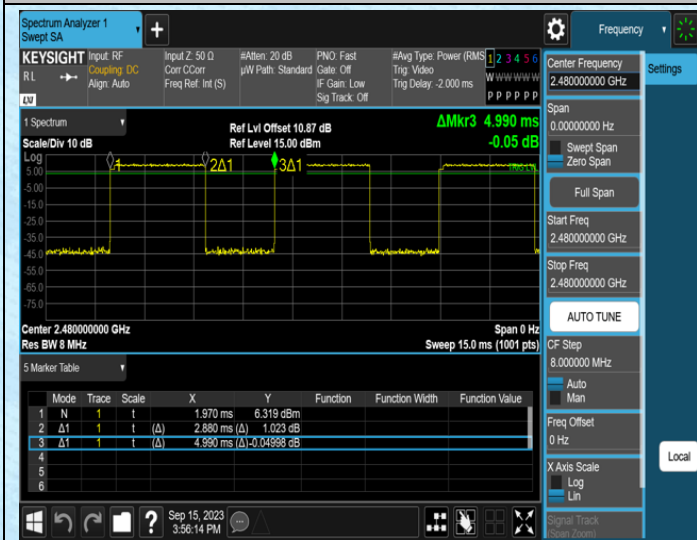 Spectrum Analyzer 1
Swept SA
+
Frequency
KEYSIGHT
RL
LXI
Input: RF
Coupling: DC
Align: Auto
Input Z: 50 Ω
Corr CCorr
Freq Ref: Int (S)
#Atten: 20 dB
µW Path: Standard
PNO: Fast
Gate: Off
IF Gain: Low
Sig Track: Off
#Avg Type: Power (RMS
Trig: Video
Trig Delay: -2.000 ms
1 2 3 4 5 6
W W W W W W
P P P P P P
1 Spectrum
Scale/Div 10 dB
Ref Lvl Offset 10.87 dB
Ref Level 15.00 dBm
ΔMkr3 4.990 ms
-0.05 dB
Log
5.00
-5.00
-15.0
-25.0
-35.0
-45.0
-55.0
-65.0
-75.0
1
2Δ1
3Δ1
TRIG LVL
Center 2.480000000 GHz
Res BW 8 MHz
Span 0 Hz
Sweep 15.0 ms (1001 pts)
5 Marker Table
Mode Trace Scale X Y Function Function Width Function Value
1 N 1 t 1.970 ms 6.319 dBm
2 Δ1 1 t (Δ) 2.880 ms (Δ) 1.023 dB
3 Δ1 1 t (Δ) 4.990 ms (Δ) -0.04998 dB
4
5
6
?
Sep 15, 2023
3:56:14 PM
Center Frequency
2.480000000 GHz
Span
0.00000000 Hz
Swept Span
Zero Span
Full Span
Start Freq
2.480000000 GHz
Stop Freq
2.480000000 GHz
AUTO TUNE
CF Step
8.000000 MHz
Auto
Man
Freq Offset
0 Hz
X Axis Scale
Log
Lin
Signal Track
(Span Zoom)
Settings
Local